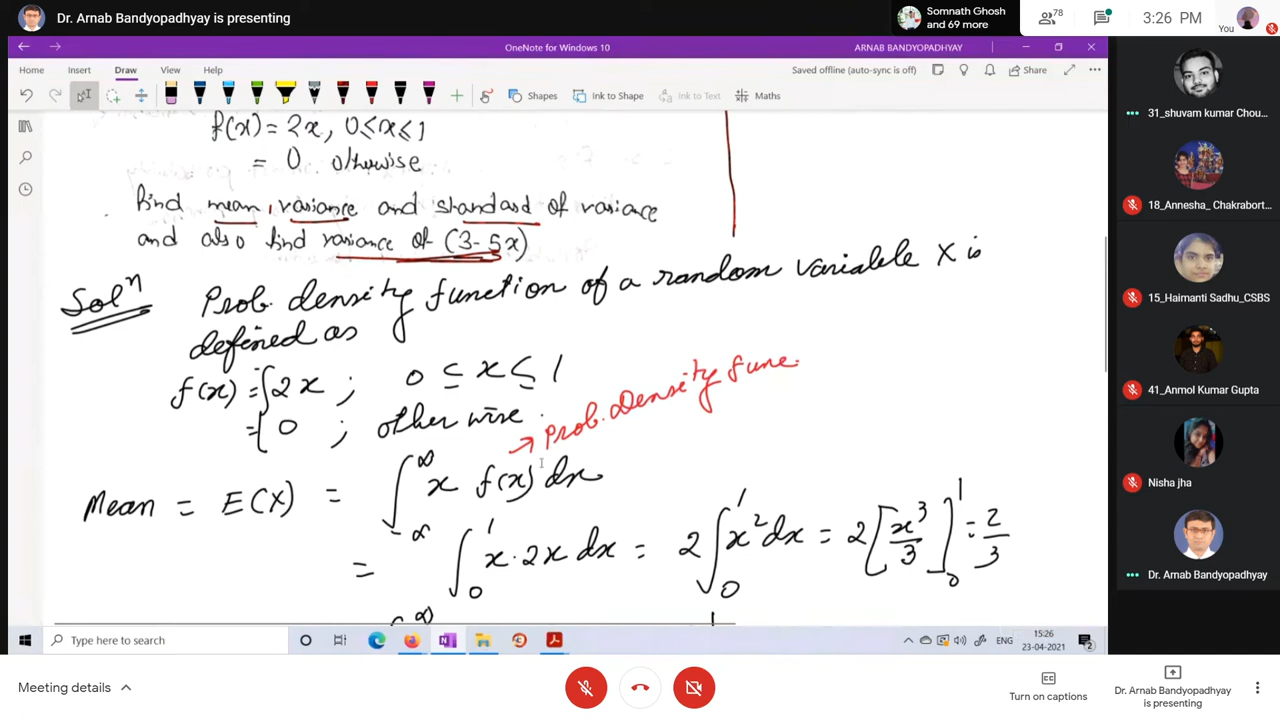 Dr. Arnab Bandyopadhyay is presenting
Somnath Ghosh
and 69 more
78
3:26 PM
You
OneNote for Windows 10
ARNAB BANDYOPADHYAY
Home Insert Draw View Help
Saved offline (auto-sync is off)
Share
Shapes
Ink to Shape
Ink to Text
Maths
f(x) = 2x, 0<x<1
= 0 otherwise
Find mean, variance and standard of variance
and also find variance of (3-5x)
Solⁿ Prob. density function of a random variable X is
defined as
f(x) = { 2x ; 0 ≤ x ≤ 1
= { 0 ; other wise.
→ Prob. Density func.
Mean = E(X) = ∫_{-∞}^{∞} x f(x) dx
= ∫_0^1 x·2x dx = 2 ∫_0^1 x² dx = 2 [x³/3]_0^1 = 2/3
31_shuvam kumar Chou...
18_Annesha_ Chakrabort...
15_Haimanti Sadhu_CSBS
41_Anmol Kumar Gupta
Nisha jha
Dr. Arnab Bandyopadhyay
Type here to search
ENG
15:26
23-04-2021
2
Meeting details
Turn on captions
Dr. Arnab Bandyopadhyay
is presenting